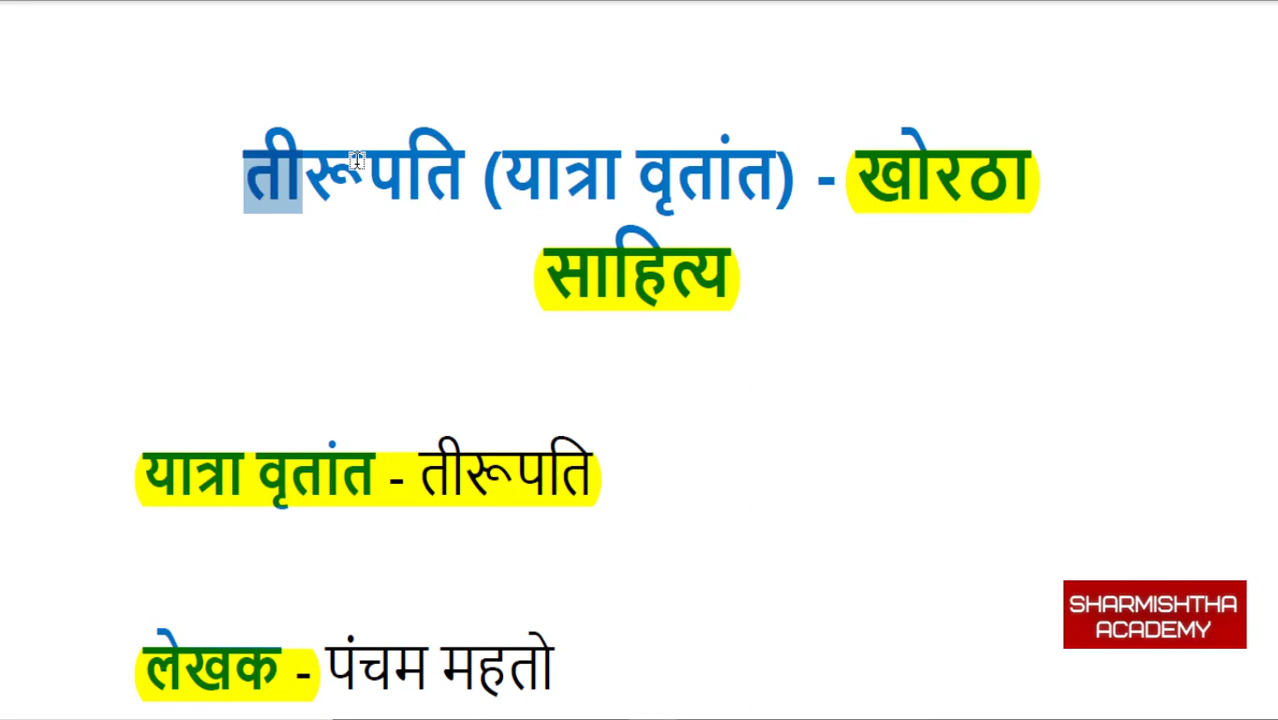 तीरूपति (यात्रा वृतांत) - खोरठा
साहित्य
यात्रा वृतांत - तीरूपति
लेखक - पंचम महतो
SHARMISHTHA
ACADEMY